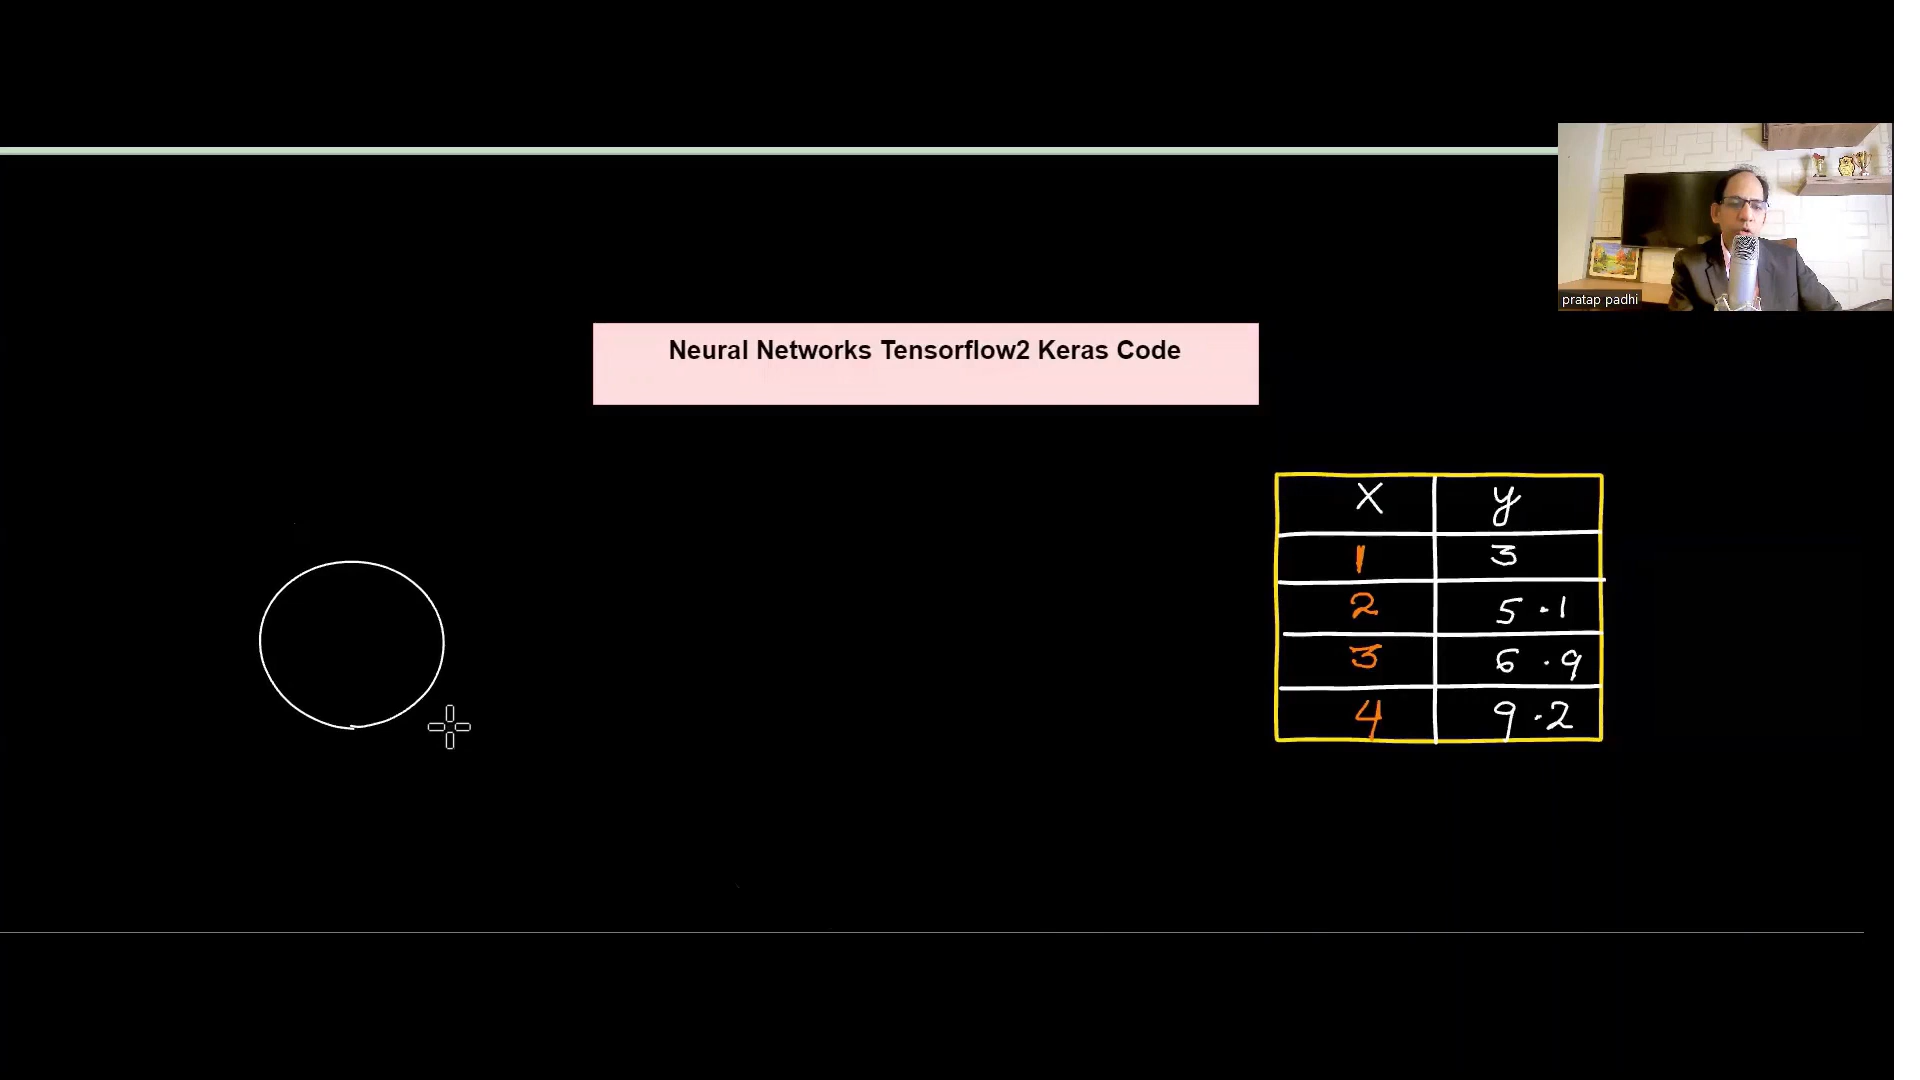 pratap padhi
Neural Networks Tensorflow2 Keras Code
X y
1 3
2 5.1
3 6.9
4 9.2